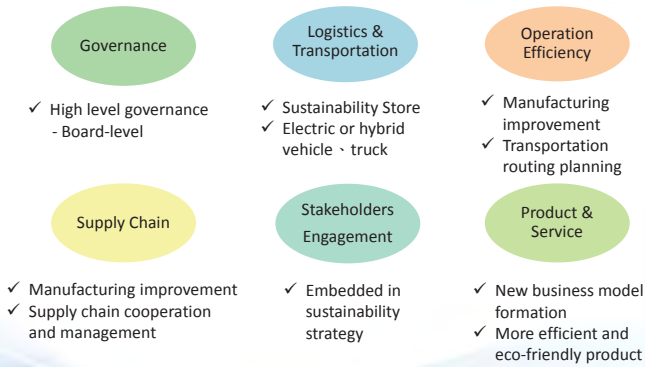 Governance
✓ High level governance
- Board-level
Logistics &
Transportation
✓ Sustainability Store
✓ Electric or hybrid
vehicle、truck
Operation
Efficiency
✓ Manufacturing
improvement
✓ Transportation
routing planning
Supply Chain
✓ Manufacturing improvement
✓ Supply chain cooperation
and management
Stakeholders
Engagement
✓ Embedded in
sustainability
strategy
Product &
Service
✓ New business model
formation
✓ More efficient and
eco-friendly product